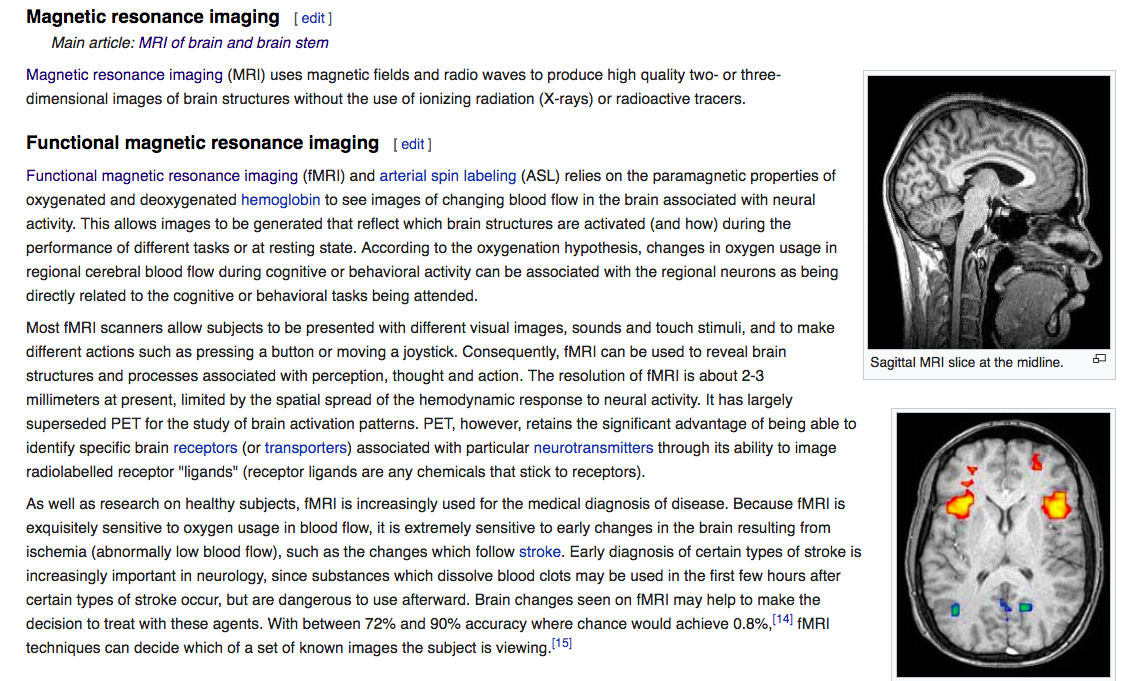 Magnetic resonance imaging [ edit ]
Main article: MRI of brain and brain stem
Magnetic resonance imaging (MRI) uses magnetic fields and radio waves to produce high quality two- or three-
dimensional images of brain structures without the use of ionizing radiation (X-rays) or radioactive tracers.
Functional magnetic resonance imaging [ edit ]
Functional magnetic resonance imaging (fMRI) and arterial spin labeling (ASL) relies on the paramagnetic properties of
oxygenated and deoxygenated hemoglobin to see images of changing blood flow in the brain associated with neural
activity. This allows images to be generated that reflect which brain structures are activated (and how) during the
performance of different tasks or at resting state. According to the oxygenation hypothesis, changes in oxygen usage in
regional cerebral blood flow during cognitive or behavioral activity can be associated with the regional neurons as being
directly related to the cognitive or behavioral tasks being attended.
Most fMRI scanners allow subjects to be presented with different visual images, sounds and touch stimuli, and to make
different actions such as pressing a button or moving a joystick. Consequently, fMRI can be used to reveal brain
structures and processes associated with perception, thought and action. The resolution of fMRI is about 2-3
millimeters at present, limited by the spatial spread of the hemodynamic response to neural activity. It has largely
superseded PET for the study of brain activation patterns. PET, however, retains the significant advantage of being able to
identify specific brain receptors (or transporters) associated with particular neurotransmitters through its ability to image
radiolabelled receptor "ligands" (receptor ligands are any chemicals that stick to receptors).
As well as research on healthy subjects, fMRI is increasingly used for the medical diagnosis of disease. Because fMRI is
exquisitely sensitive to oxygen usage in blood flow, it is extremely sensitive to early changes in the brain resulting from
ischemia (abnormally low blood flow), such as the changes which follow stroke. Early diagnosis of certain types of stroke is
increasingly important in neurology, since substances which dissolve blood clots may be used in the first few hours after
certain types of stroke occur, but are dangerous to use afterward. Brain changes seen on fMRI may help to make the
decision to treat with these agents. With between 72% and 90% accuracy where chance would achieve 0.8%,[14] fMRI
techniques can decide which of a set of known images the subject is viewing.[15]
Sagittal MRI slice at the midline.